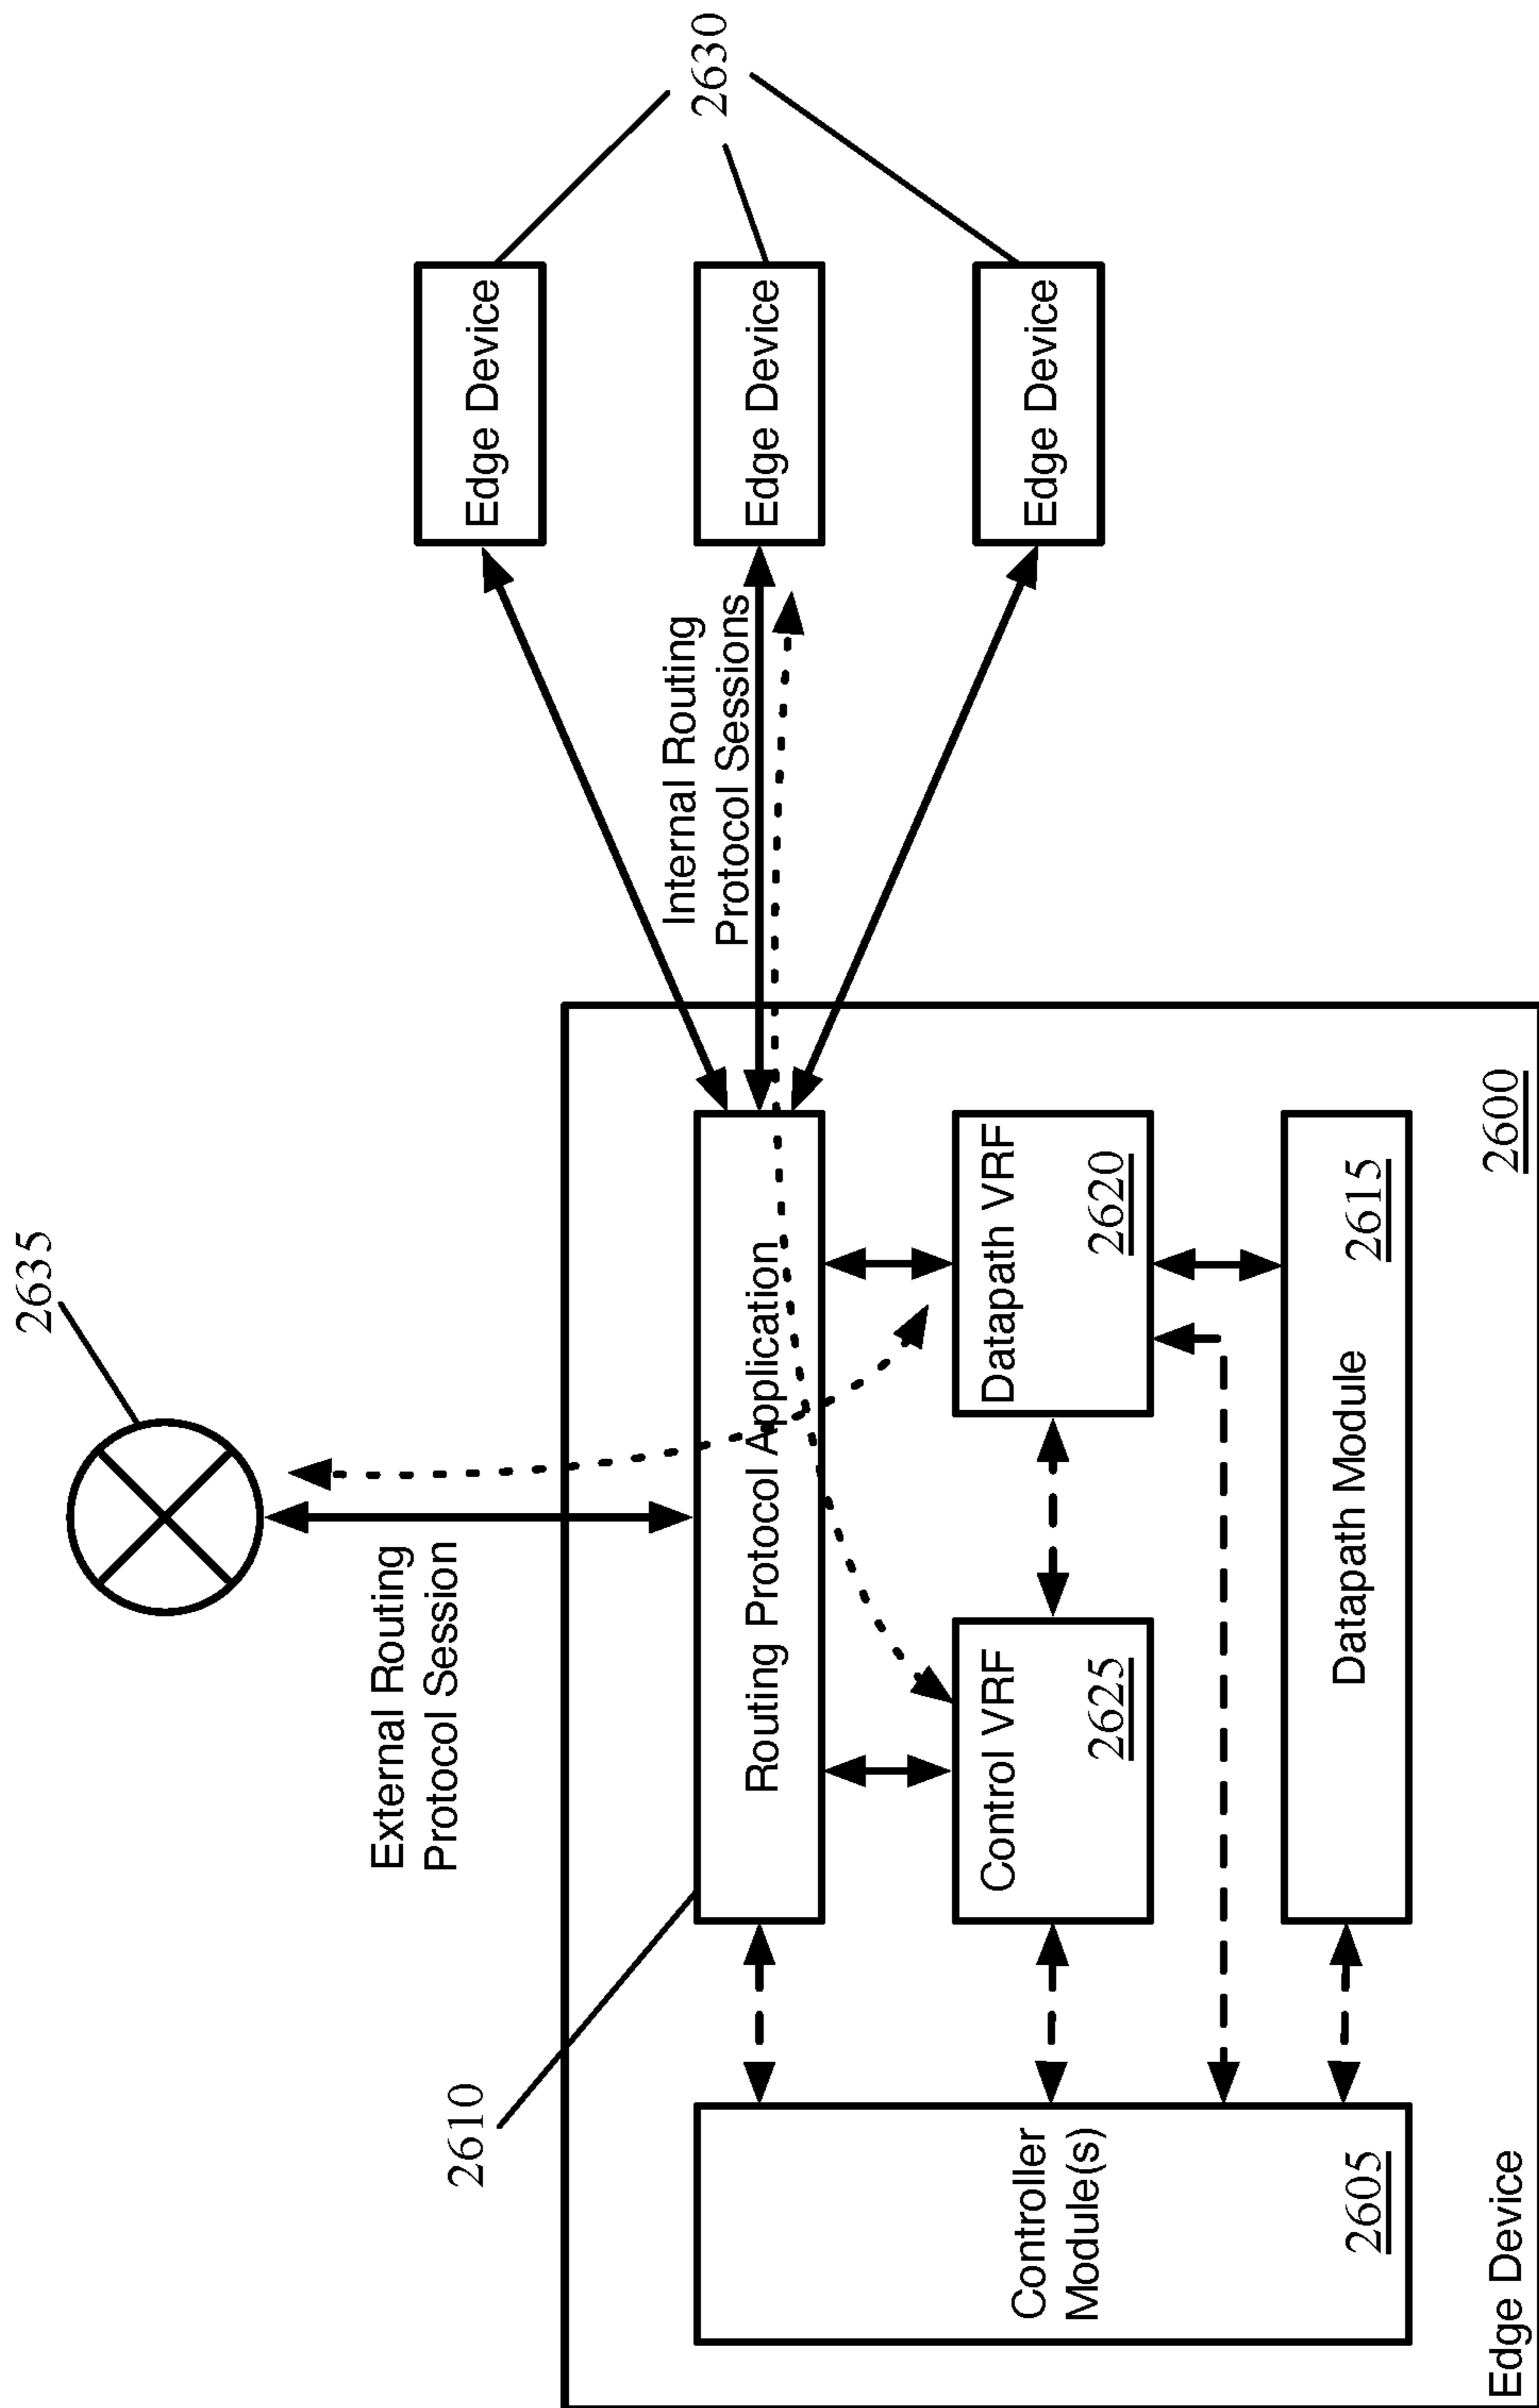 2635
External Routing
Protocol Session
2610
2630
Edge Device
Edge Device
Edge Device
Internal Routing
Protocol Sessions
Routing Protocol Application
Controller
Module(s)
2605
Control VRF
2625
Datapath VRF
2620
Datapath Module
2615
Edge Device
2600